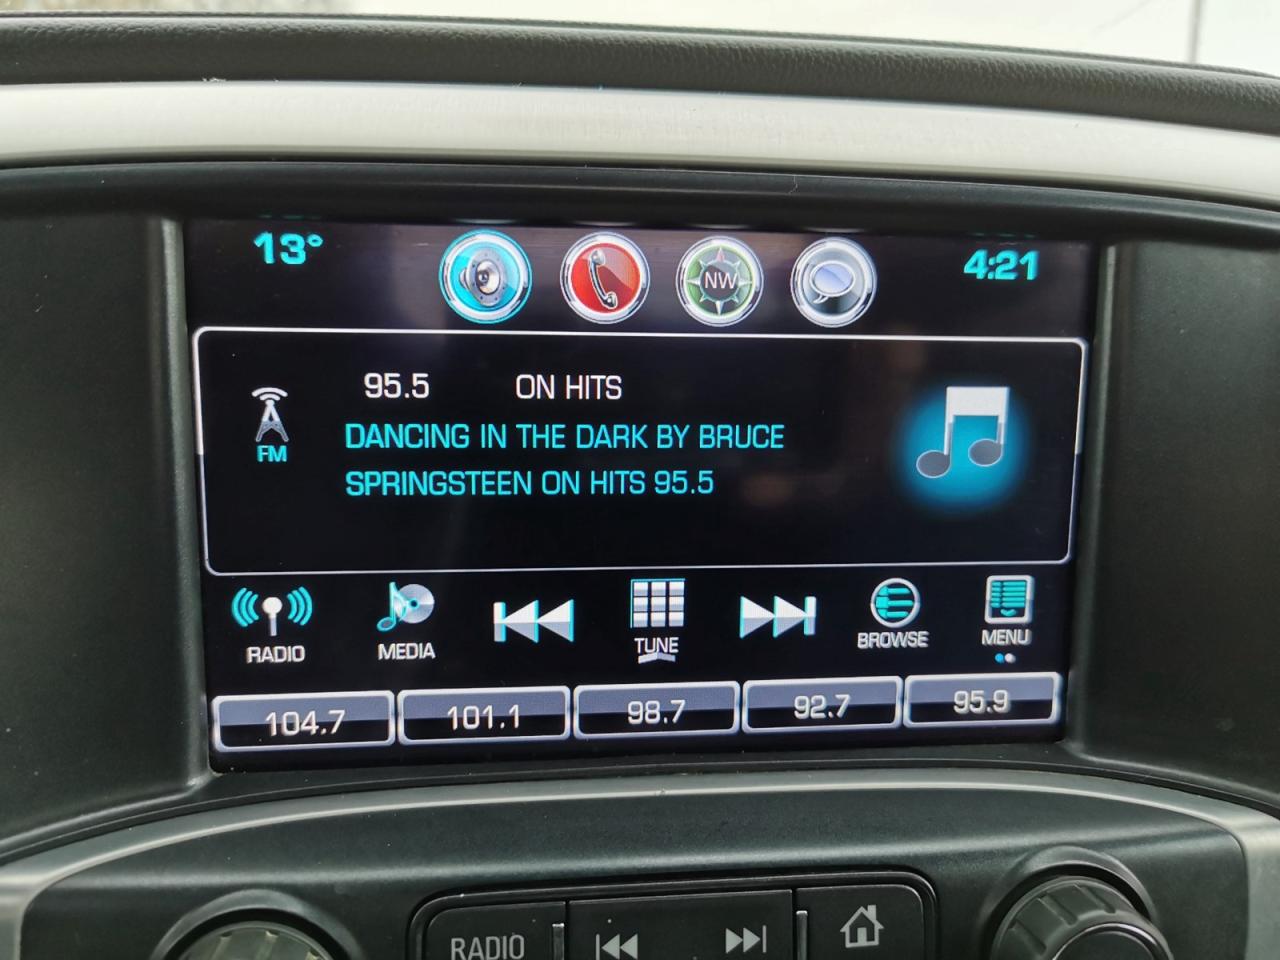 13°
NW
4:21
95.5 ON HITS
FM
DANCING IN THE DARK BY BRUCE
SPRINGSTEEN ON HITS 95.5
RADIO
MEDIA
TUNE
BROWSE
MENU
104.7
101.1
98.7
92.7
95.9
RADIO